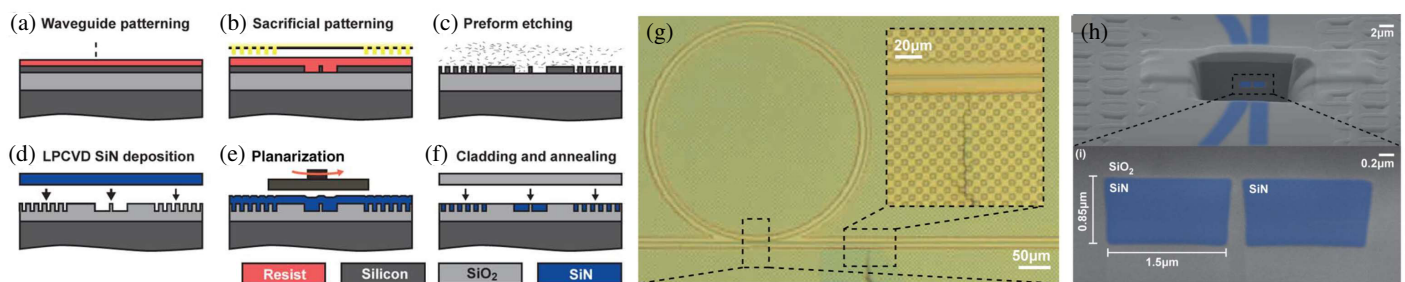 (a) Waveguide patterning
(b) Sacrificial patterning
(c) Preform etching
(d) LPCVD SiN deposition
(e) Planarization
(f) Cladding and annealing
Resist
Silicon
SiO2
SiN
(g)
20μm
50μm
(h)
2μm
(i)
0.2μm
SiO2
SiN
SiN
0.85μm
1.5μm